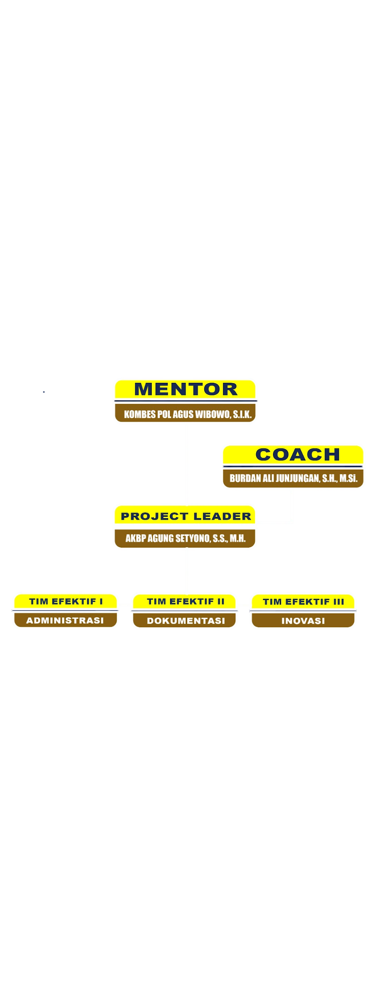 MENTOR
KOMBES POL AGUS WIBOWO, S.I.K.
COACH
BURDAN ALI JUNJUNGAN, S.H., M.Si.
PROJECT LEADER
AKBP AGUNG SETYONO, S.S., M.H.
TIM EFEKTIF I
ADMINISTRASI
TIM EFEKTIF II
DOKUMENTASI
TIM EFEKTIF III
INOVASI